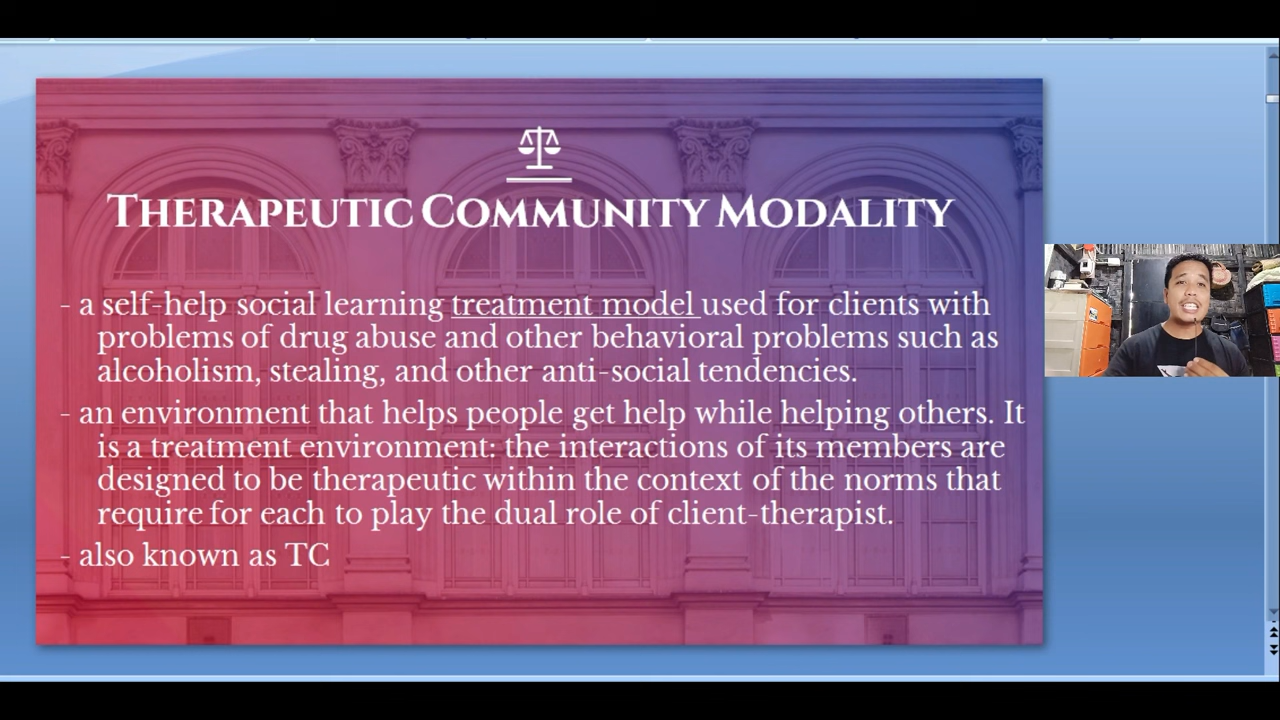 THERAPEUTIC COMMUNITY MODALITY
- a self-help social learning treatment model used for clients with
problems of drug abuse and other behavioral problems such as
alcoholism, stealing, and other anti-social tendencies.
- an environment that helps people get help while helping others. It
is a treatment environment; the interactions of its members are
designed to be therapeutic within the context of the norms that
require for each to play the dual role of client-therapist.
- also known as TC